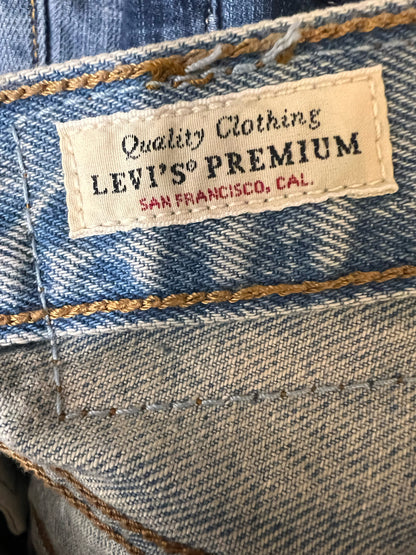 Quality Clothing
LEVI'S® PREMIUM
SAN FRANCISCO, CAL.